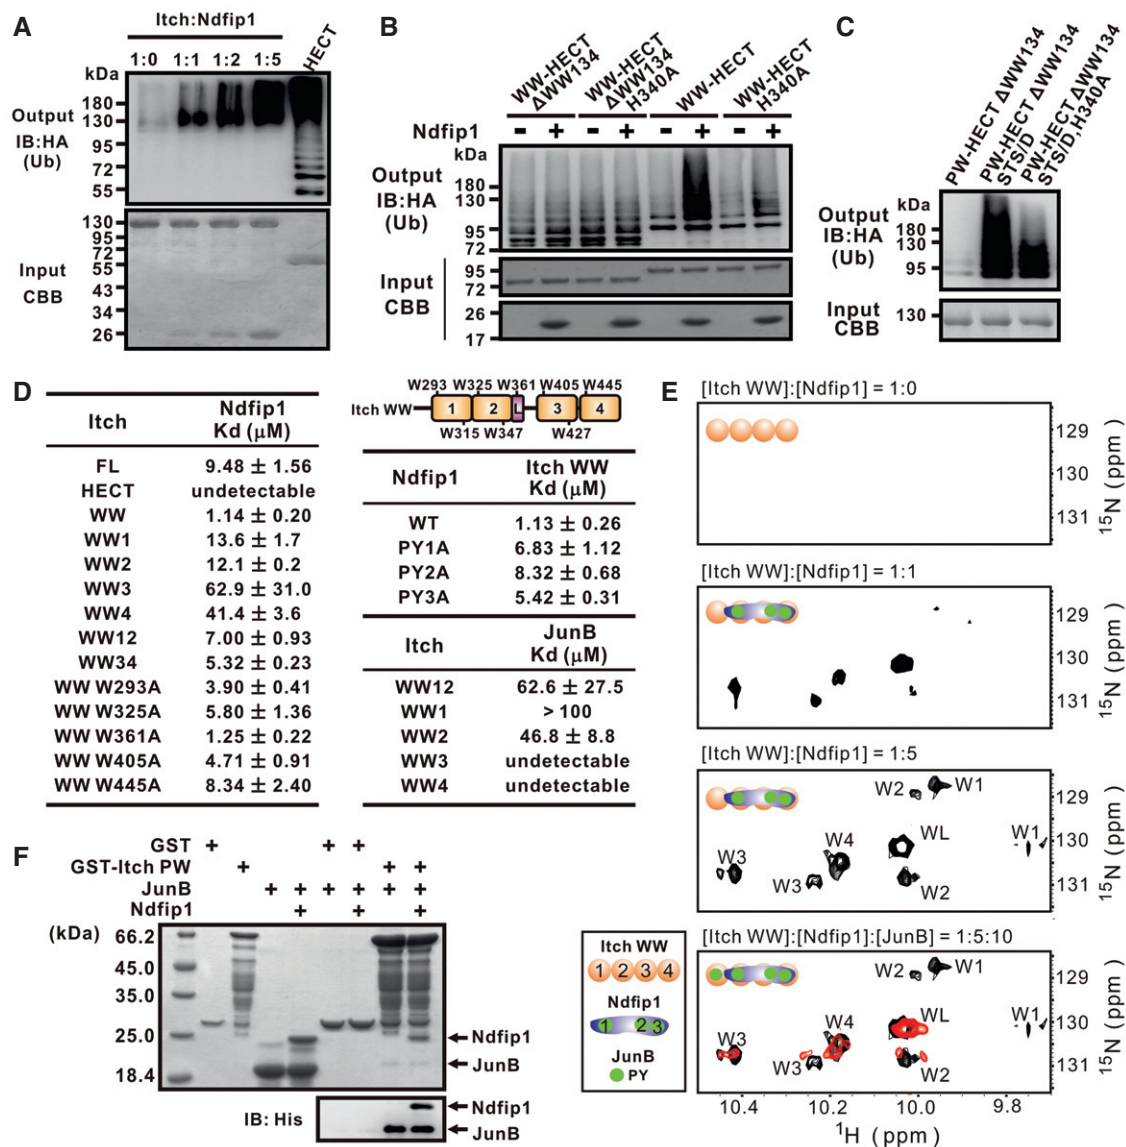 A
Itch:Ndfip1
1:0 1:1 1:2 1:5 HECT
kDa
Output
IB:HA
(Ub)
180
130
95
72
55
Input
CBB
130
95
72
55
43
34
26
B
WW-HECT ΔWW134
WW-HECT ΔWW134 H340A
WW-HECT
WW-HECT H340A
Ndfip1 - + - + - + - +
kDa
Output
IB:HA
(Ub)
180
130
95
72
Input
CBB
95
72
26
17
C
PW-HECT ΔWW134
PW-HECT ΔWW134 STS/D
PW-HECT ΔWW134 STS/D,H340A
kDa
Output
IB:HA
(Ub)
180
130
95
Input
CBB
130
D
Itch Ndfip1 Kd (μM)
FL 9.48 ± 1.56
HECT undetectable
WW 1.14 ± 0.20
WW1 13.6 ± 1.7
WW2 12.1 ± 0.2
WW3 62.9 ± 31.0
WW4 41.4 ± 3.6
WW12 7.00 ± 0.93
WW34 5.32 ± 0.23
WW W293A 3.90 ± 0.41
WW W325A 5.80 ± 1.36
WW W361A 1.25 ± 0.22
WW W405A 4.71 ± 0.91
WW W445A 8.34 ± 2.40
W293 W325 W361 W405 W445
Itch WW 1 2 L 3 4
W315 W347 W427
Ndfip1 Itch WW Kd (μM)
WT 1.13 ± 0.26
PY1A 6.83 ± 1.12
PY2A 8.32 ± 0.68
PY3A 5.42 ± 0.31
Itch JunB Kd (μM)
WW12 62.6 ± 27.5
WW1 > 100
WW2 46.8 ± 8.8
WW3 undetectable
WW4 undetectable
E
[Itch WW]:[Ndfip1] = 1:0
129
130
131
15N (ppm)
[Itch WW]:[Ndfip1] = 1:1
129
130
131
15N (ppm)
[Itch WW]:[Ndfip1] = 1:5
W2 W1
W4 WL W1
W3
W3 W2
129
130
131
15N (ppm)
[Itch WW]:[Ndfip1]:[JunB] = 1:5:10
W2 W1
W4 WL W1
W3
W3 W2
129
130
131
15N (ppm)
10.4 10.2 10.0 9.8
1H (ppm)
Itch WW
1 2 3 4
Ndfip1
1 2 3
JunB
PY
F
GST + + +
GST-Itch PW + + +
JunB + + + + + +
Ndfip1 + + +
(kDa)
66.2
45.0
35.0
25.0
18.4
Ndfip1
JunB
IB: His
Ndfip1
JunB